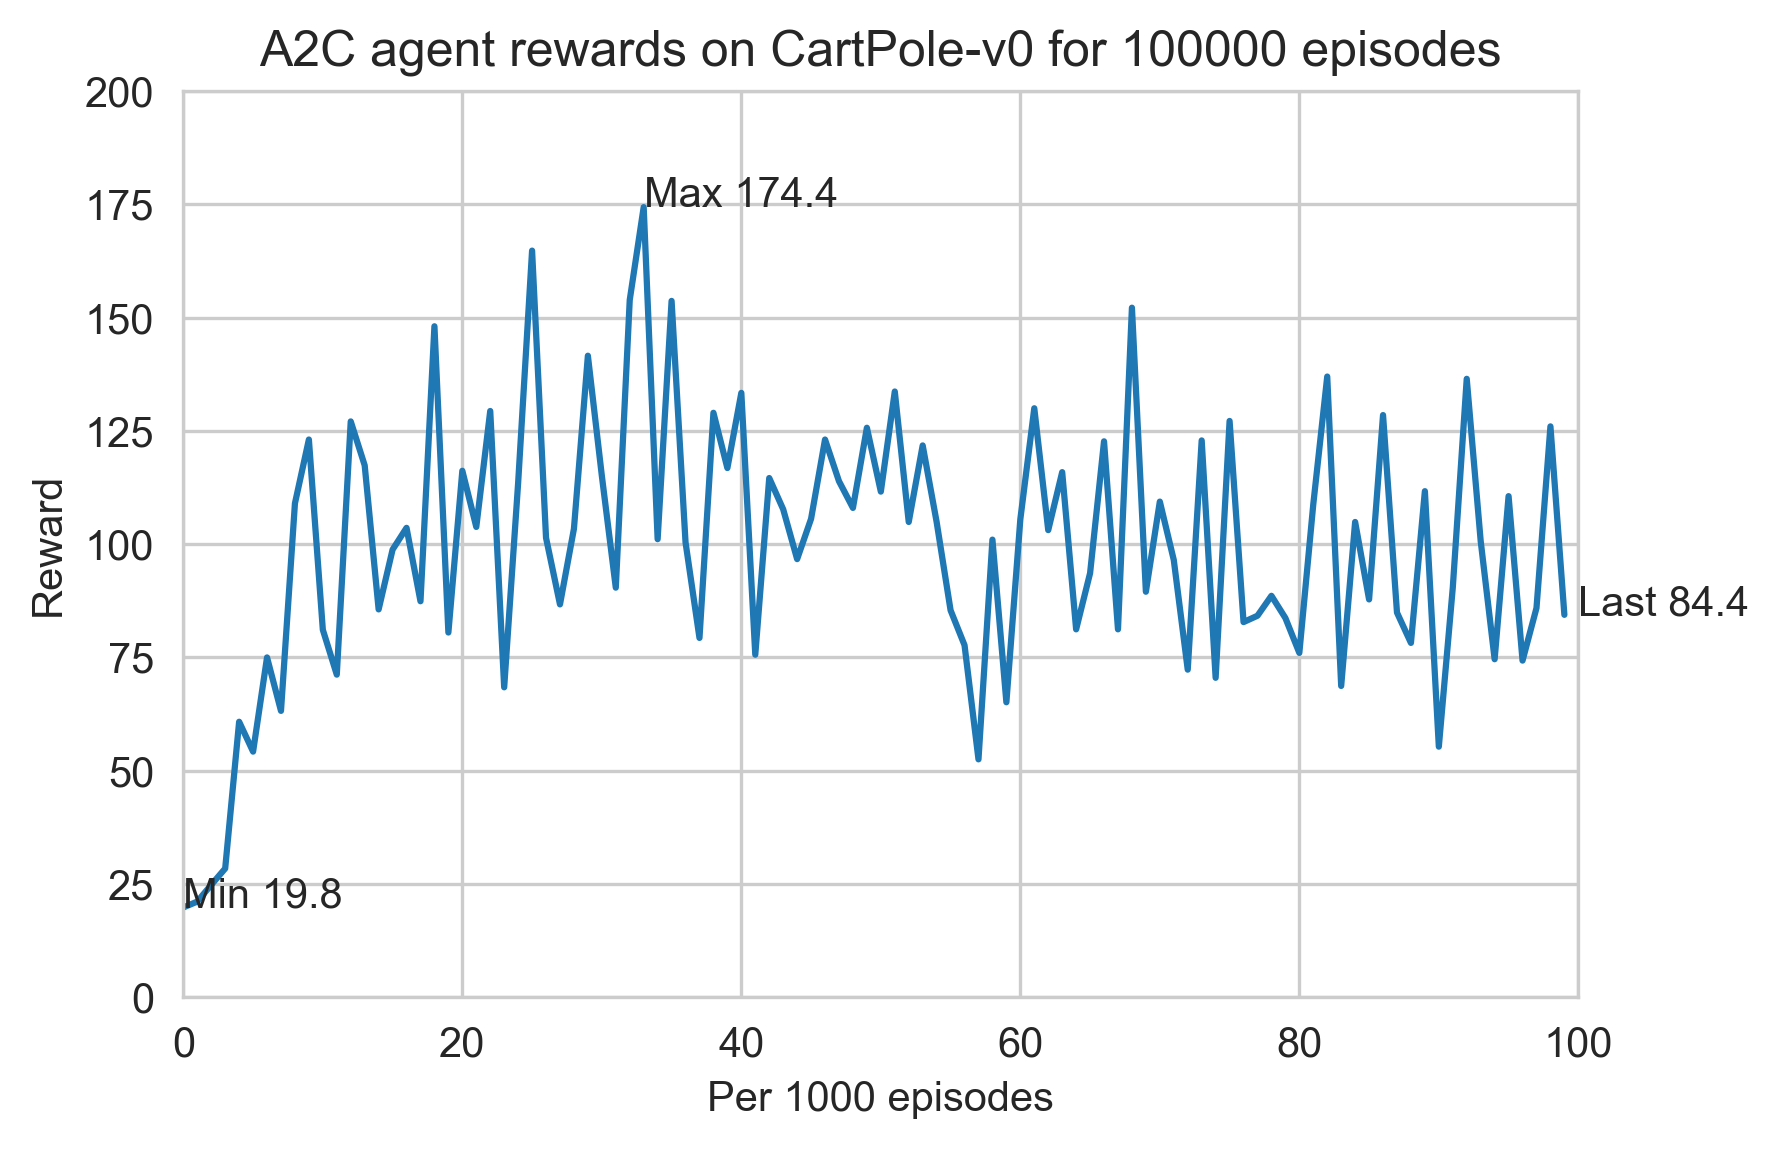 A2C agent rewards on CartPole-v0 for 100000 episodes
200
175
150
125
100
75
50
25
0
Reward
Max 174.4
Min 19.8
Last 84.4
0 20 40 60 80 100
Per 1000 episodes